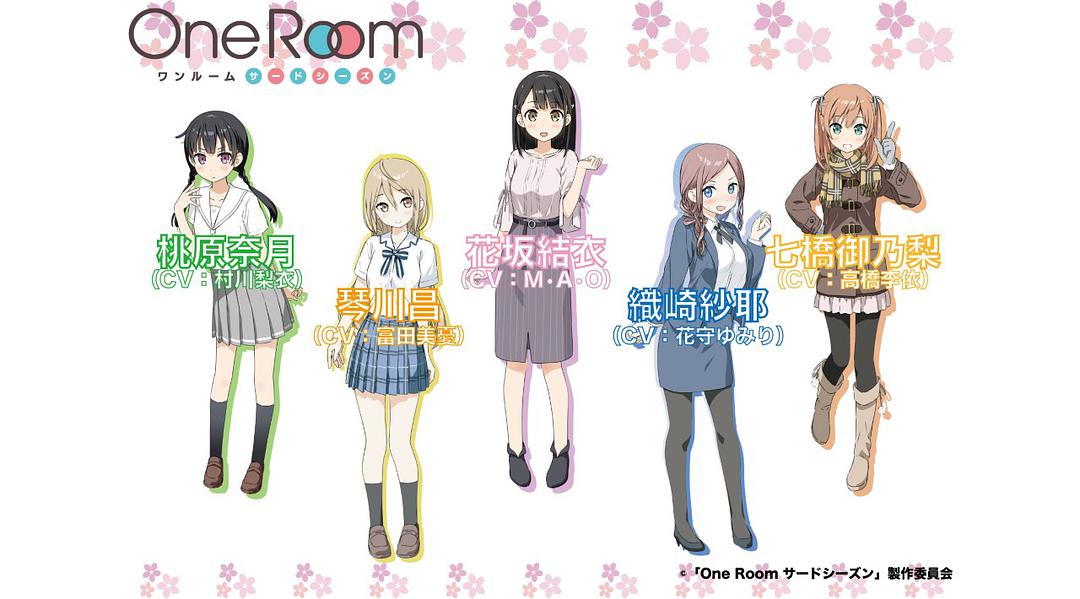 One Room
ワンルーム サードシーズン
桃原奈月
(CV:村川梨衣)
琴川晶
(CV:富田美憂)
花坂結衣
(CV:M・A・O)
織崎紗耶
(CV:花守ゆみり)
七橋御乃梨
(CV:高橋李依)
©「One Room サードシーズン」製作委員会